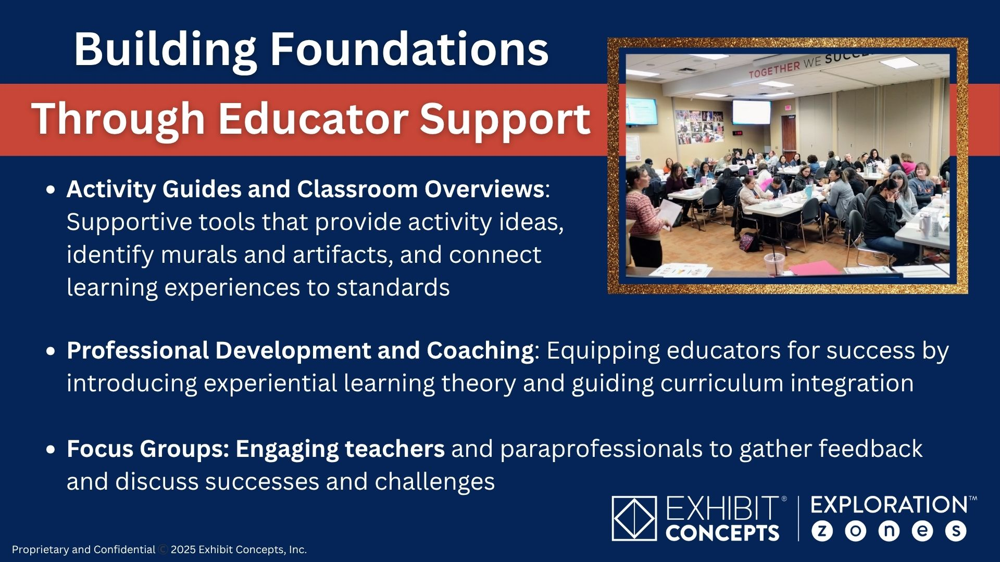 Building Foundations
Through Educator Support
TOGETHER WE
• Activity Guides and Classroom Overviews:
Supportive tools that provide activity ideas,
identify murals and artifacts, and connect
learning experiences to standards
• Professional Development and Coaching: Equipping educators for success by
introducing experiential learning theory and guiding curriculum integration
• Focus Groups: Engaging teachers and paraprofessionals to gather feedback
and discuss successes and challenges
EXHIBIT®
CONCEPTS
EXPLORATION™
zones
Proprietary and Confidential © 2025 Exhibit Concepts, Inc.